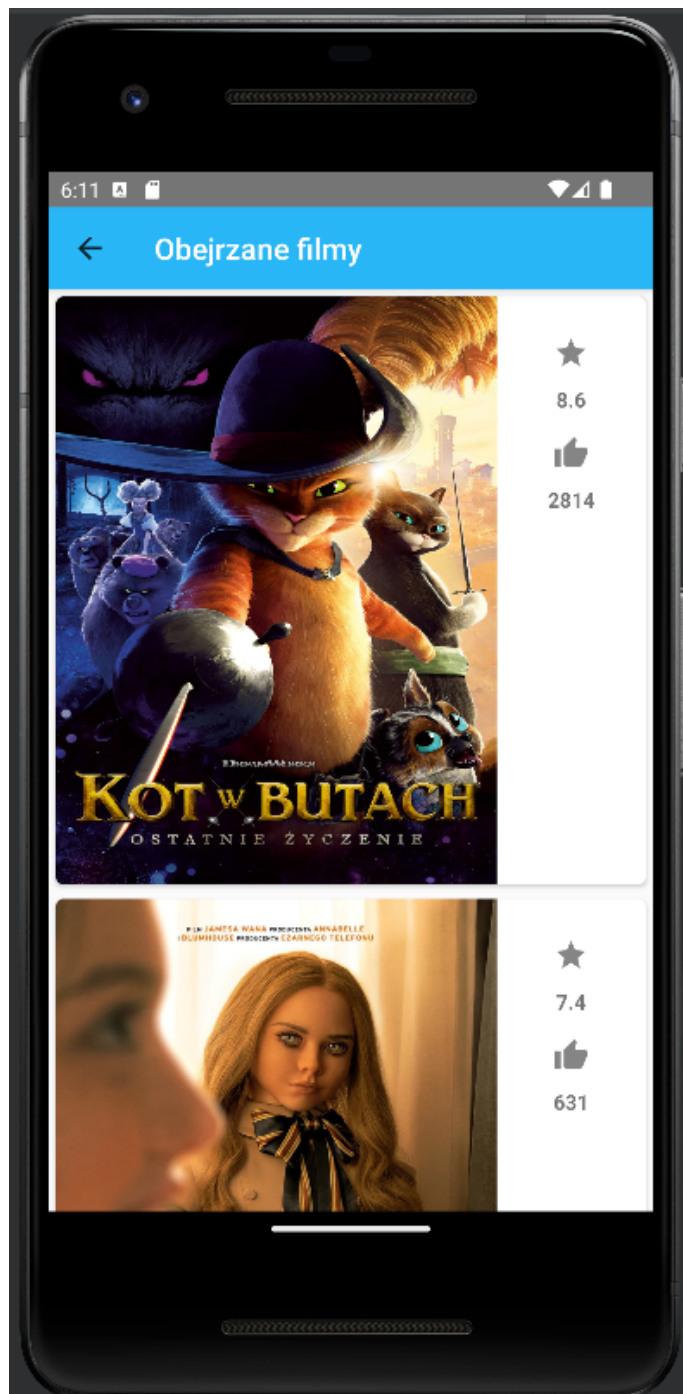 6:11
Obejrzane filmy
8.6
2814
DREAMWORKS
KOT W BUTACH
OSTATNIE ŻYCZENIE
FILM JAMESA WANA PRODUCENTA ANNABELLE
I BLUMHOUSE PRODUCENTA CZARNEGO TELEFONU
7.4
631